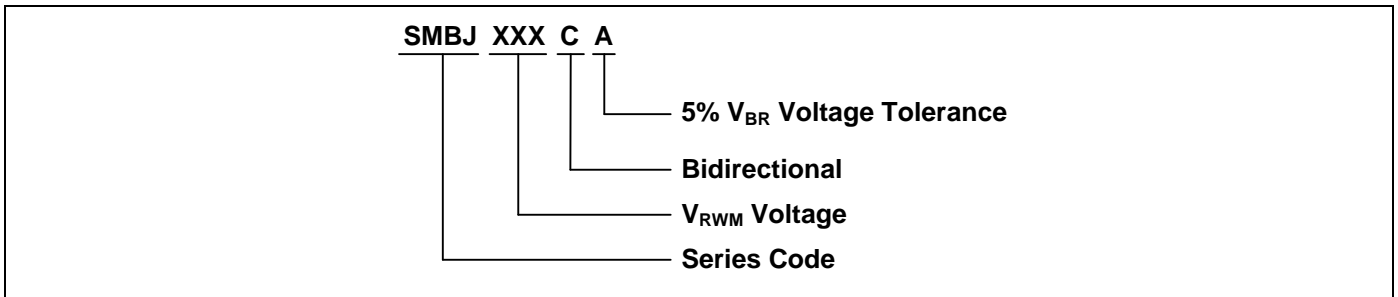 SMBJ XXX C A
5% VBR Voltage Tolerance
Bidirectional
VRWM Voltage
Series Code